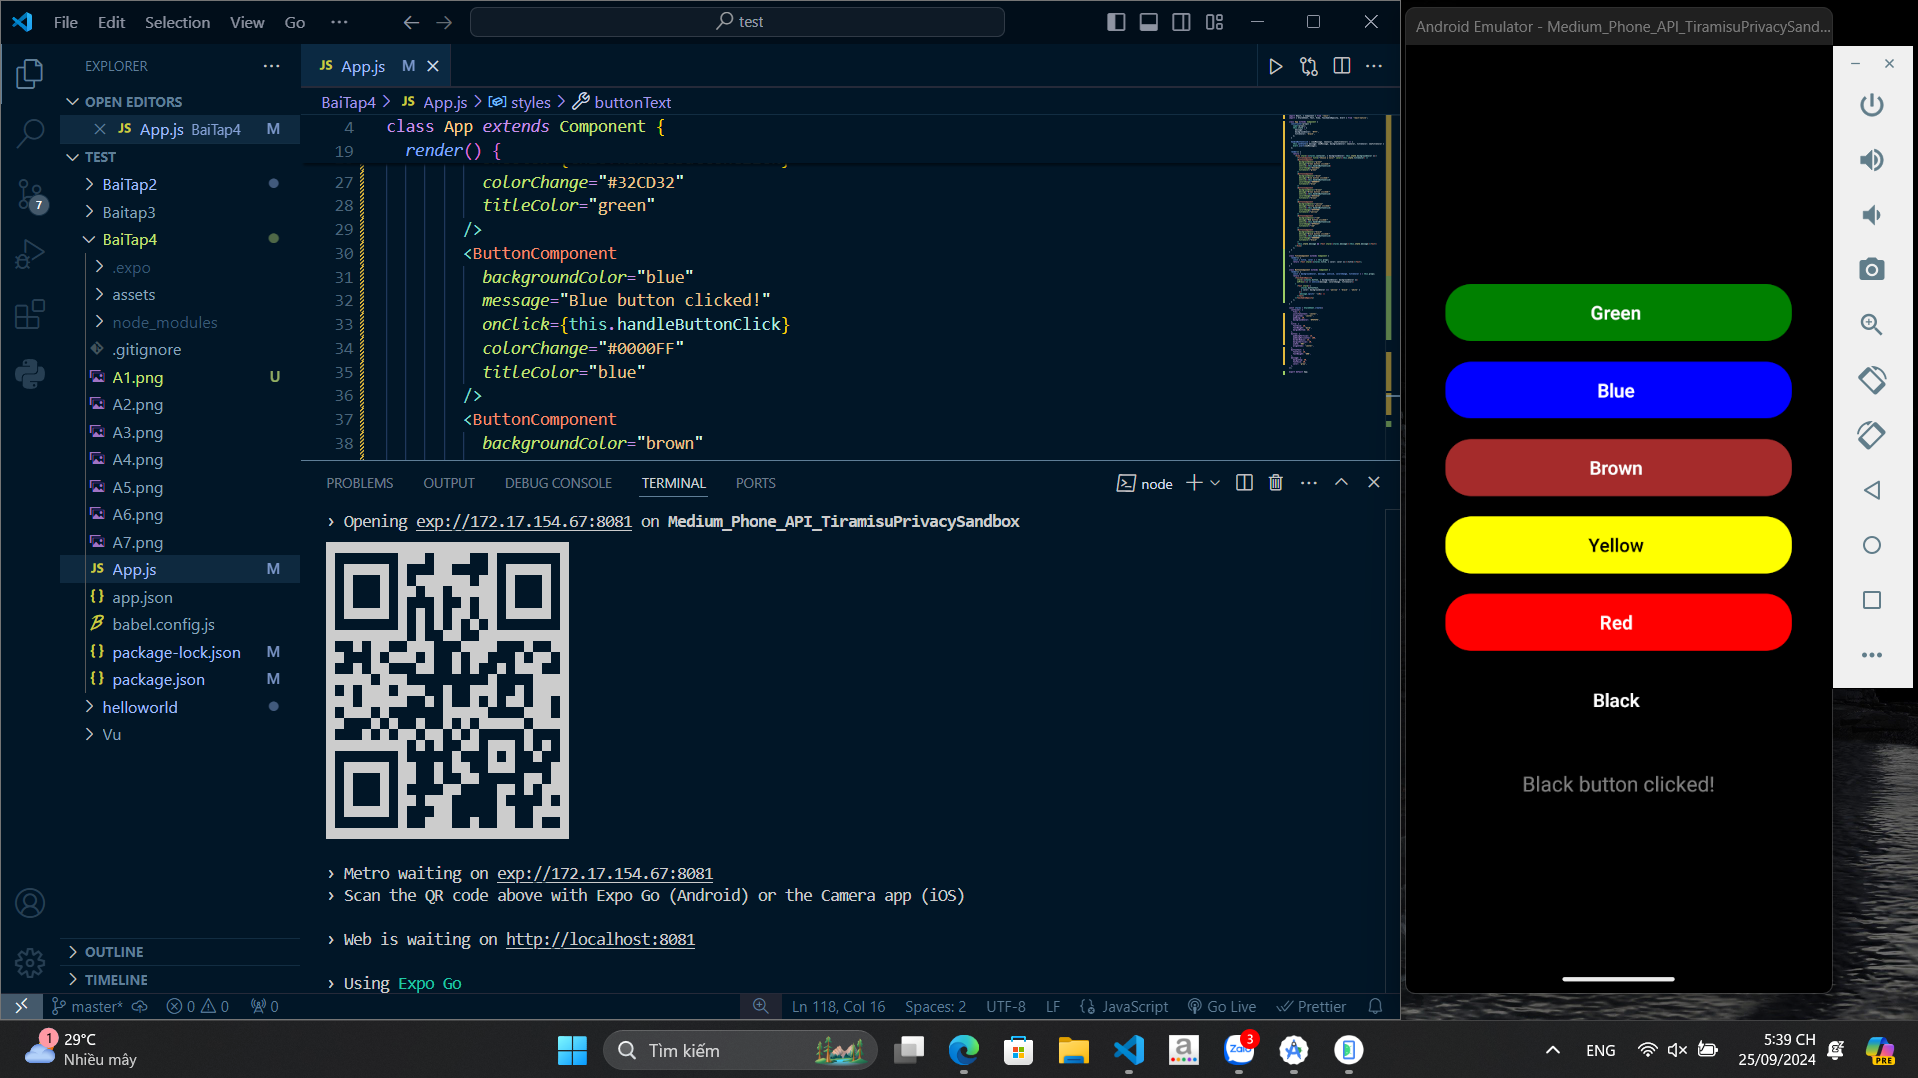 File Edit Selection View Go ··· test
EXPLORER
OPEN EDITORS
App.js BaiTap4 M
TEST
BaiTap2
Baitap3
BaiTap4
.expo
assets
node_modules
.gitignore
A1.png U
A2.png
A3.png
A4.png
A5.png
A6.png
A7.png
App.js M
app.json
babel.config.js
package-lock.json M
package.json M
helloworld
Vu
OUTLINE
TIMELINE
7
JS App.js M
BaiTap4 > JS App.js > styles > buttonText
4 class App extends Component {
19 render() {
27 colorChange="#32CD32"
28 titleColor="green"
29 />
30 <ButtonComponent
31 backgroundColor="blue"
32 message="Blue button clicked!"
33 onClick={this.handleButtonClick}
34 colorChange="#0000FF"
35 titleColor="blue"
36 />
37 <ButtonComponent
38 backgroundColor="brown"
PROBLEMS OUTPUT DEBUG CONSOLE TERMINAL PORTS node
› Opening exp://172.17.154.67:8081 on Medium_Phone_API_TiramisuPrivacySandbox
› Metro waiting on exp://172.17.154.67:8081
› Scan the QR code above with Expo Go (Android) or the Camera app (iOS)
› Web is waiting on http://localhost:8081
› Using Expo Go
master* 0 0 0 Ln 118, Col 16 Spaces: 2 UTF-8 LF {} JavaScript Go Live Prettier
Android Emulator - Medium_Phone_API_TiramisuPrivacySand...
Green
Blue
Brown
Yellow
Red
Black
Black button clicked!
1 29°C
Nhiều mây
Tìm kiếm
Zalo 3
ENG
5:39 CH
25/09/2024
PRE